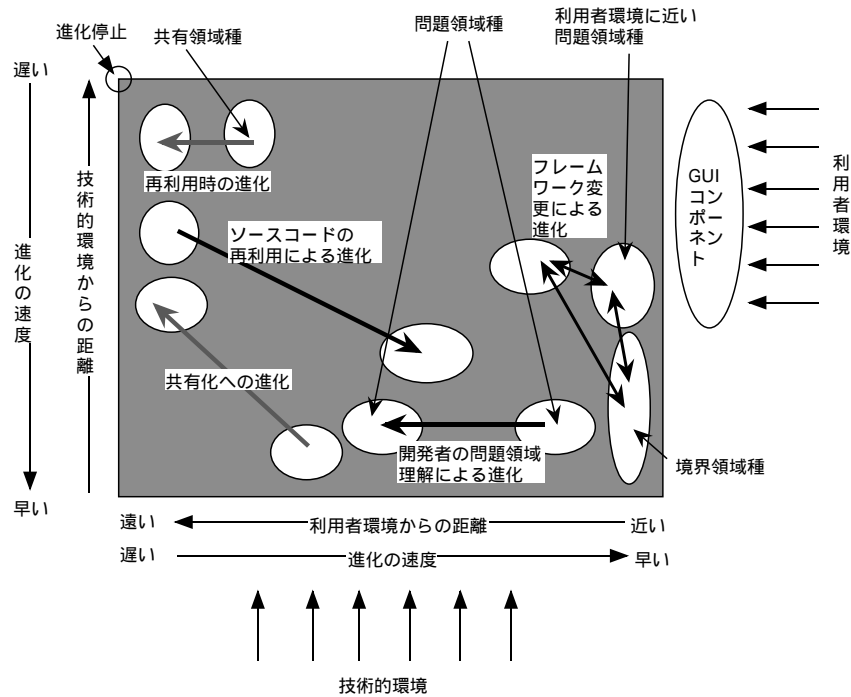 進化停止
共有領域種
問題領域種
利用者環境に近い
問題領域種
遅い
進化の速度
早い
技術的環境からの距離
再利用時の進化
ソースコードの
再利用による進化
共有化への進化
フレーム
ワーク変
更による
進化
開発者の問題領域
理解による進化
GUI
コンポーネント
利用者環境
境界領域種
遠い
利用者環境からの距離
近い
遅い
進化の速度
早い
技術的環境